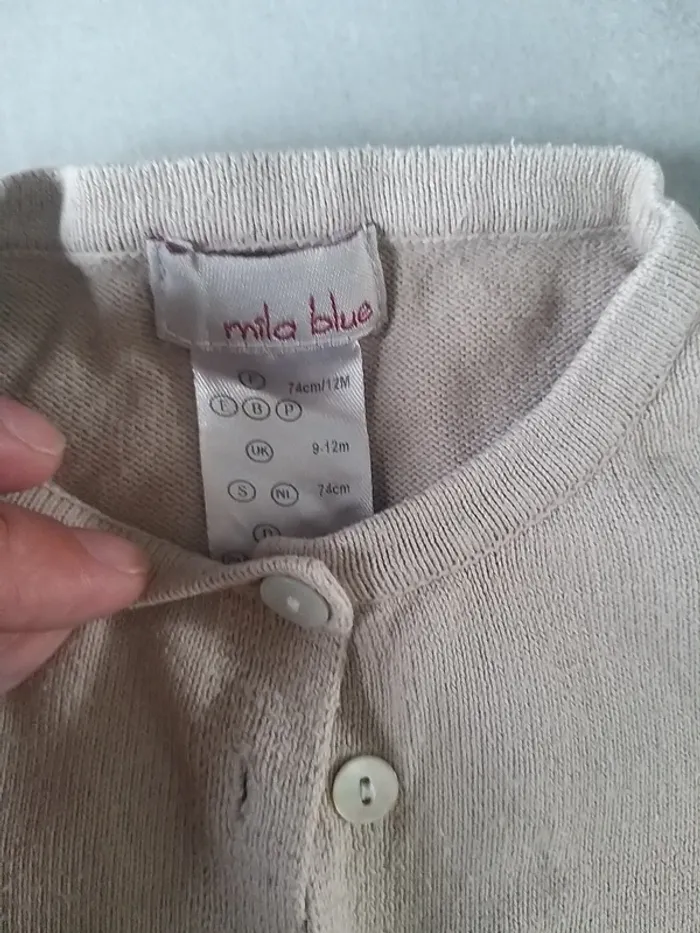 mila blue
F 74cm/12M
E B P
UK 9-12m
S NL 74cm